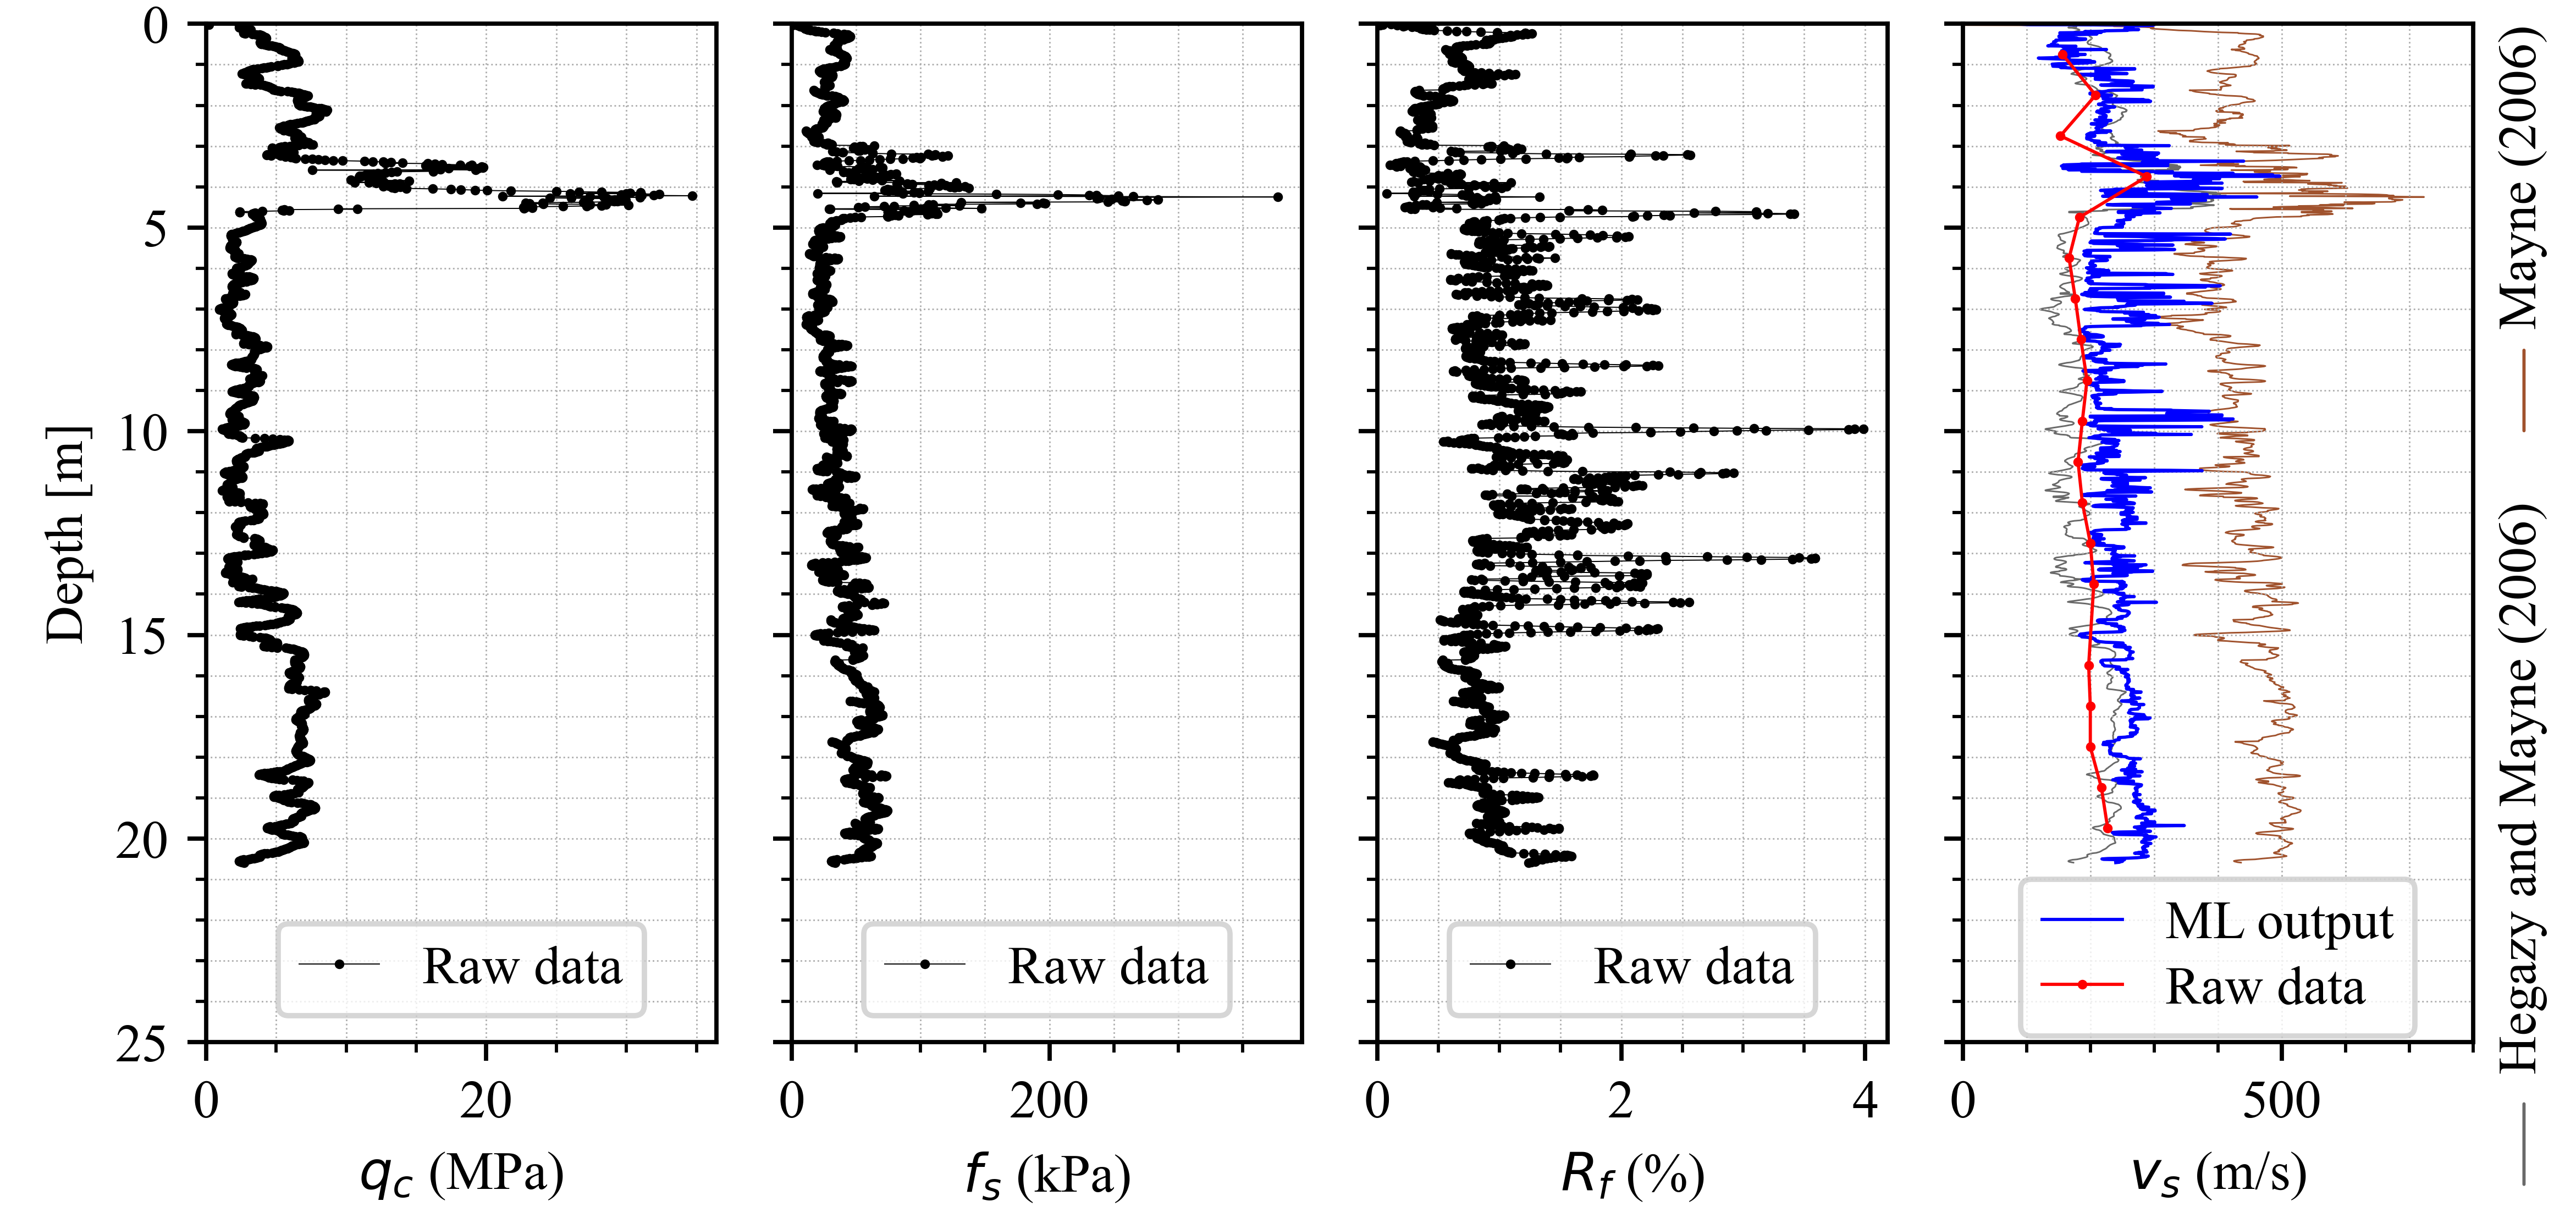 0
5
10
15
20
25
Depth [m]
Raw data
0 20
q_c (MPa)
Raw data
0 200
f_s (kPa)
Raw data
0 2 4
R_f (%)
ML output
Raw data
0 500
v_s (m/s)
Hegazy and Mayne (2006) Mayne (2006)